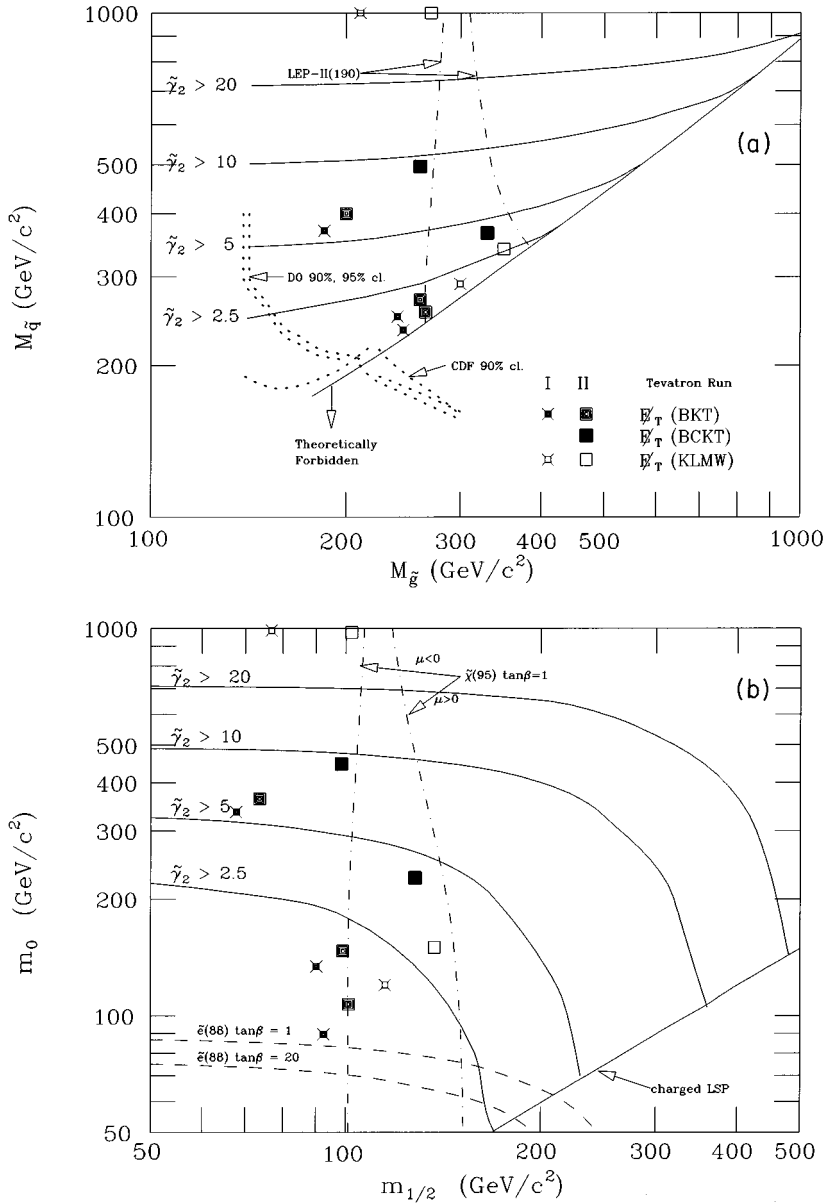 1000
LEP-II(190)
γ̃₂ > 20
(a)
γ̃₂ > 10
500
400
γ̃₂ > 5
300
D0 90%, 95% cl.
γ̃₂ > 2.5
M_q̃ (GeV/c²)
200
CDF 90% cl.
I II Tevatron Run
E̸_T (BKT)
E̸_T (BCKT)
E̸_T (KLMW)
Theoretically
Forbidden
100
100 200 300 400 500 1000
M_g̃ (GeV/c²)
1000
μ<0
χ̃(95) tanβ=1
μ>0
γ̃₂ > 20
(b)
γ̃₂ > 10
500
400
γ̃₂ > 5
300
γ̃₂ > 2.5
200
m₀ (GeV/c²)
100
ẽ(88) tanβ = 1
ẽ(88) tanβ = 20
charged LSP
50
50 100 200 300 400 500
m_1/2 (GeV/c²)